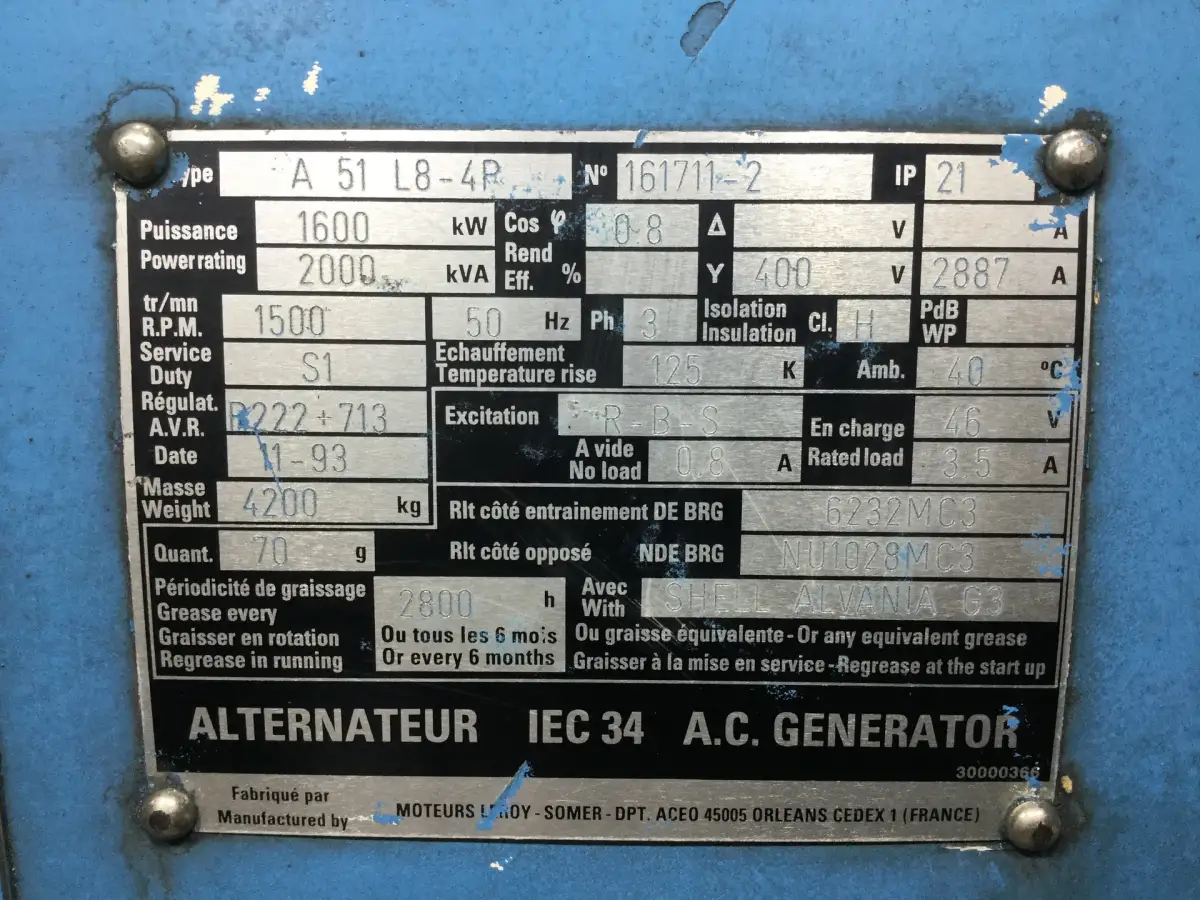 Type A 51 L8-4P Nº 161711-2 IP 21
Puissance 1600 kW Cos φ 0.8 Δ V A
Power rating 2000 kVA Rend Eff. % Y 400 V 2887 A
tr/mn R.P.M. 1500 50 Hz Ph 3 Isolation Insulation Cl. H PdB WP
Service Duty S1 Echauffement Temperature rise 125 K Amb. 40 ºC
Régulat. A.V.R. R222+713 Excitation R-B-S En charge 46 V
Date 11-93 A vide No load 0.8 A Rated load 3.5 A
Masse Weight 4200 kg Rlt côté entrainement DE BRG 6232MC3
Quant. 70 g Rlt côté opposé NDE BRG NU1028MC3
Périodicité de graissage Grease every 2800 h Avec With SHELL ALVANIA G3
Graisser en rotation Ou tous les 6 mois Ou graisse équivalente - Or any equivalent grease
Regrease in running Or every 6 months Graisser à la mise en service - Regrease at the start up
ALTERNATEUR IEC 34 A.C. GENERATOR
30000366
Fabriqué par
Manufactured by MOTEURS LEROY - SOMER - DPT. ACEO 45005 ORLEANS CEDEX 1 (FRANCE)